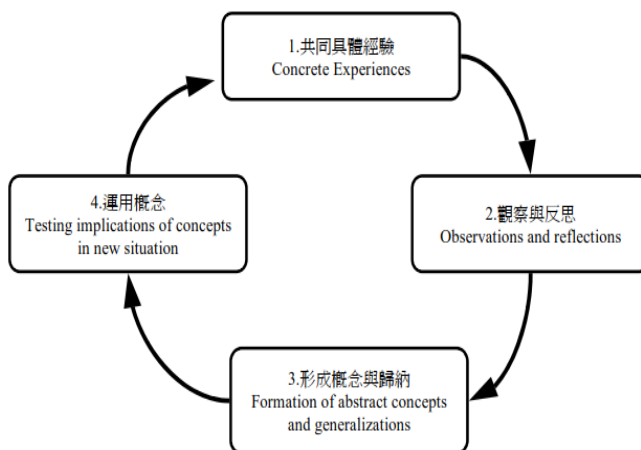 1.共同具體經驗
Concrete Experiences
2.觀察與反思
Observations and reflections
3.形成概念與歸納
Formation of abstract concepts
and generalizations
4.運用概念
Testing implications of concepts
in new situation